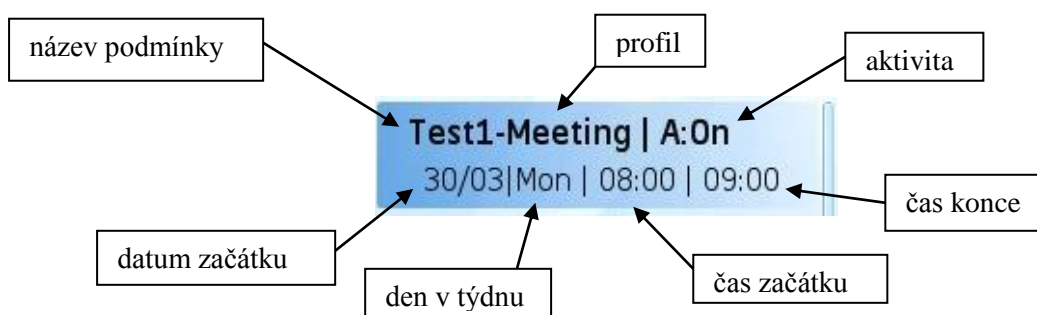 název podmínky
profil
aktivita
Test1-Meeting | A:On
30/03|Mon | 08:00 | 09:00
čas konce
datum začátku
den v týdnu
čas začátku